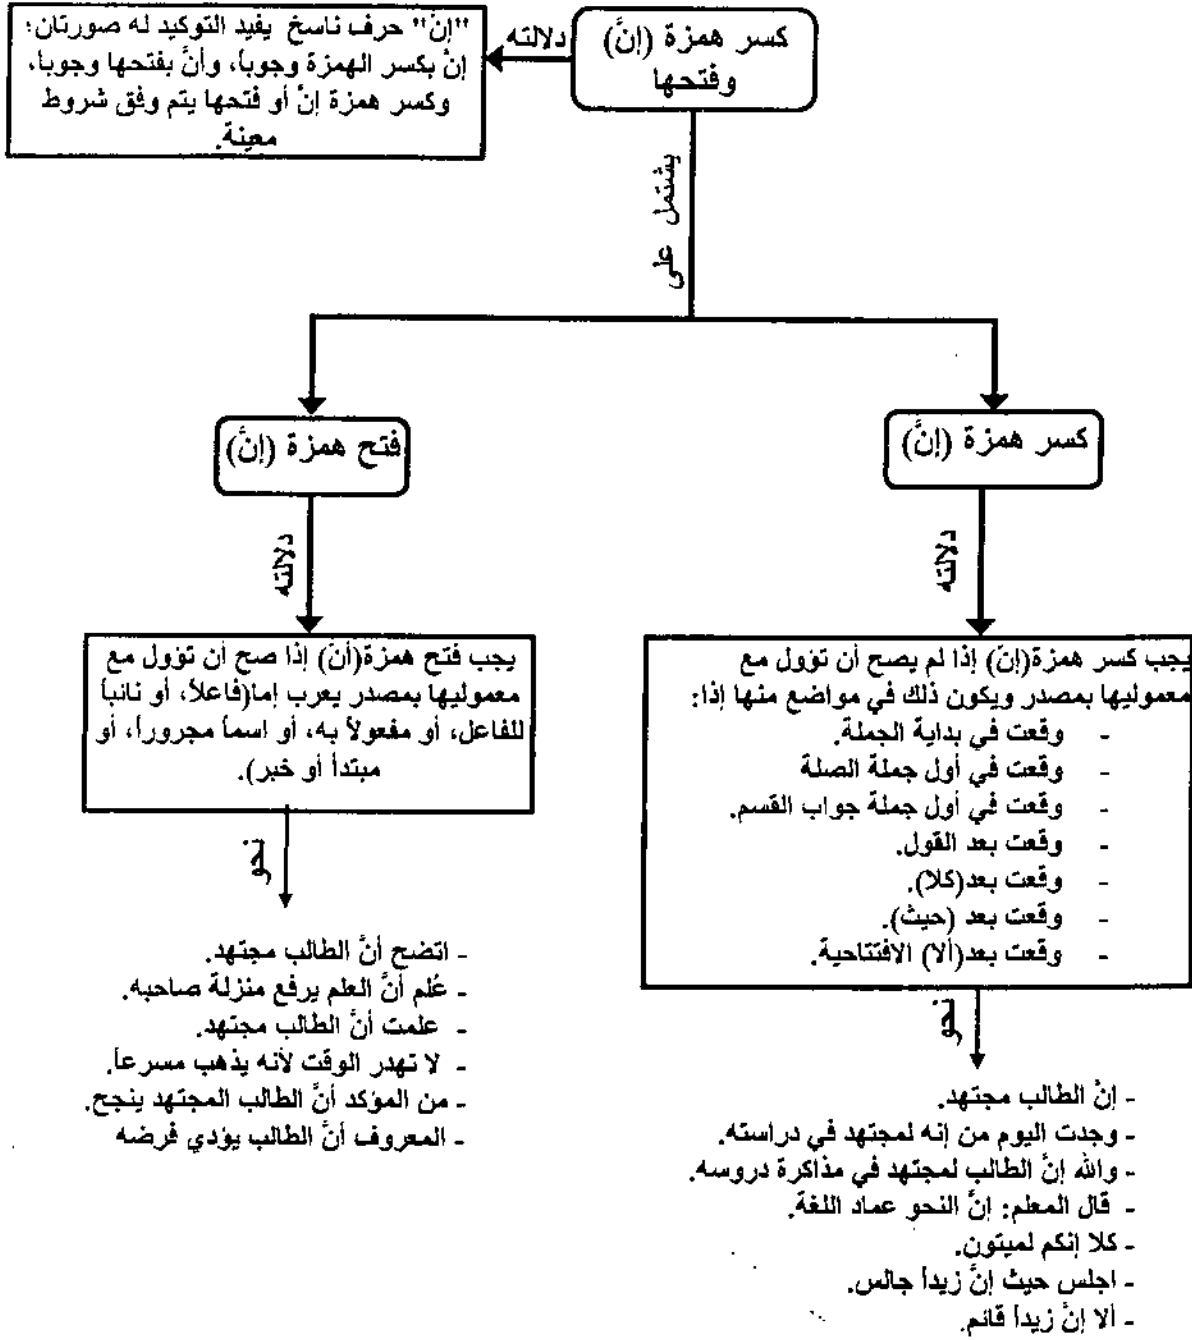 كسر همزة (إنَّ)
وفتحها
دلالته
"إنّ" حرف ناسخ يفيد التوكيد له صورتان؛
إنّ بكسر الهمزة وجوباً، وأنَّ بفتحها وجوباً،
وكسر همزة إنّ أو فتحها يتم وفق شروط
معينة.
يشتمل على
كسر همزة (إنَّ)
دلالته
يجب كسر همزة(إنّ) إذا لم يصح أن تؤول مع
معموليها بمصدر ويكون ذلك في مواضع منها إذا:
- وقعت في بداية الجملة.
- وقعت في أول جملة الصلة
- وقعت في أول جملة جواب القسم.
- وقعت بعد القول.
- وقعت بعد(كلا).
- وقعت بعد (حيث).
- وقعت بعد(ألا) الافتتاحية.
نحو
- إنّ الطالب مجتهد.
- وجدت اليوم من إنه لمجتهد في دراسته.
- والله إنَّ الطالب لمجتهد في مذاكرة دروسه.
- قال المعلم: إنَّ النحو عماد اللغة.
- كلا إنكم لميتون.
- اجلس حيث إنَّ زيداً جالس.
- ألا إنَّ زيداً قائم.
فتح همزة (إنَّ)
دلالته
يجب فتح همزة(أنّ) إذا صح أن تؤول مع
معموليها بمصدر يعرب إما(فاعلاً، أو نائباً
للفاعل، أو مفعولاً به، أو اسماً مجروراً، أو
مبتدأ أو خبر).
نحو
- اتضح أنَّ الطالب مجتهد.
- عُلم أنَّ العلم يرفع منزلة صاحبه.
- علمت أنَّ الطالب مجتهد.
- لا تهدر الوقت لأنه يذهب مسرعاً.
- من المؤكد أنَّ الطالب المجتهد ينجح.
- المعروف أنَّ الطالب يؤدي فرضه